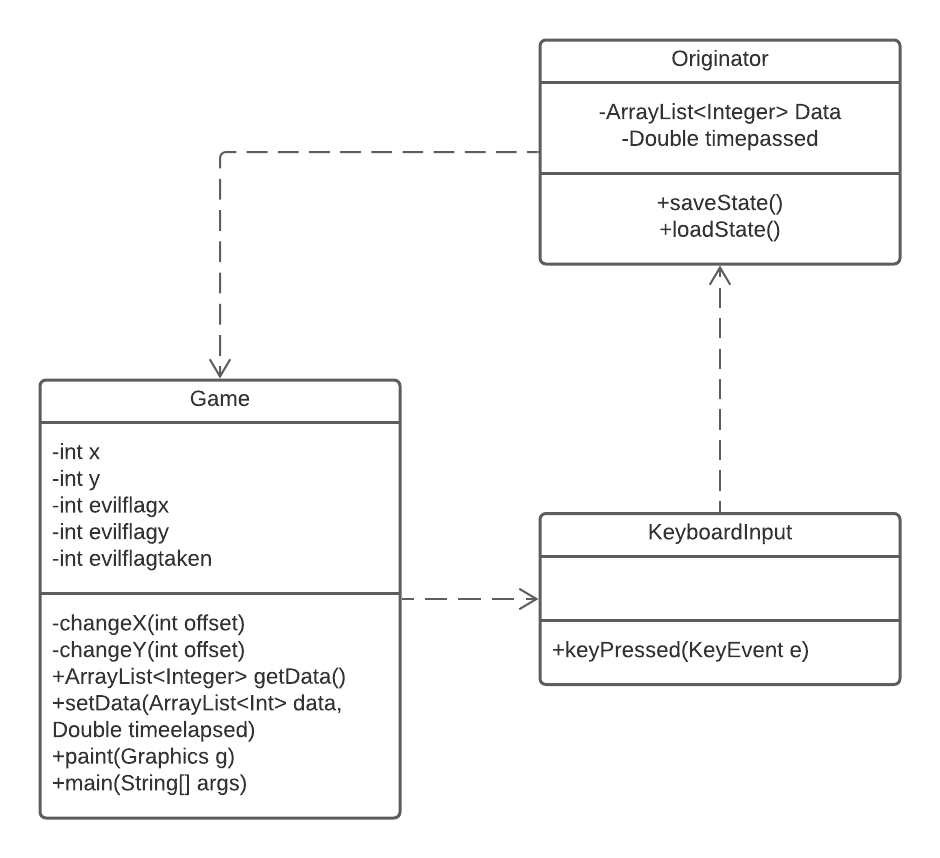 Originator
-ArrayList<Integer> Data
-Double timepassed
+saveState()
+loadState()
Game
-int x
-int y
-int evilflagx
-int evilflagy
-int evilflagtaken
-changeX(int offset)
-changeY(int offset)
+ArrayList<Integer> getData()
+setData(ArrayList<Int> data,
Double timeelapsed)
+paint(Graphics g)
+main(String[] args)
KeyboardInput
+keyPressed(KeyEvent e)